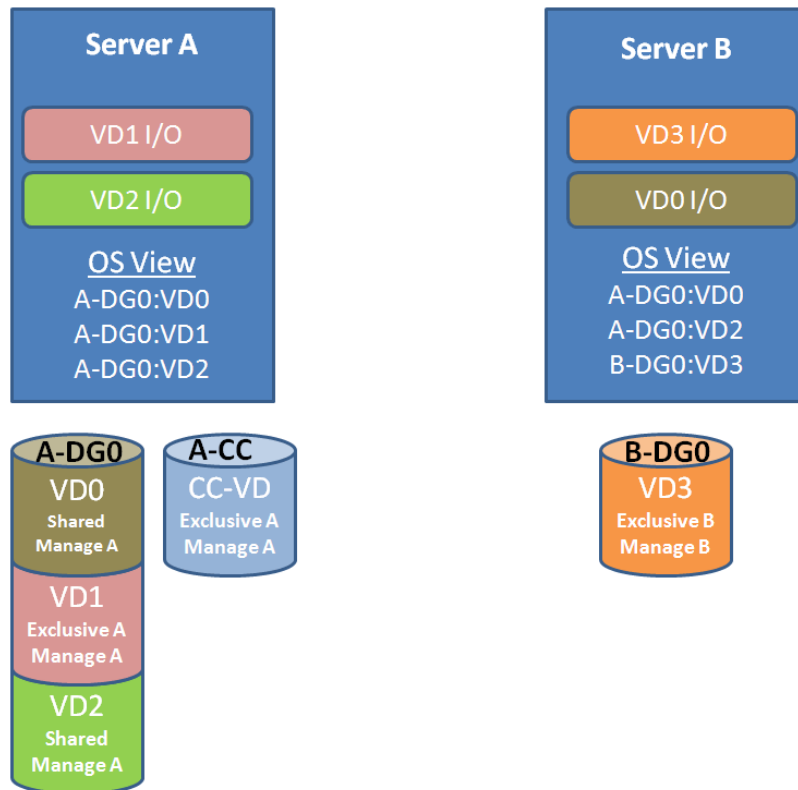 Server A
VD1 I/O
VD2 I/O
OS View
A-DG0:VD0
A-DG0:VD1
A-DG0:VD2
Server B
VD3 I/O
VD0 I/O
OS View
A-DG0:VD0
A-DG0:VD2
B-DG0:VD3
A-DG0
VD0
Shared
Manage A
VD1
Exclusive A
Manage A
VD2
Shared
Manage A
A-CC
CC-VD
Exclusive A
Manage A
B-DG0
VD3
Exclusive B
Manage B